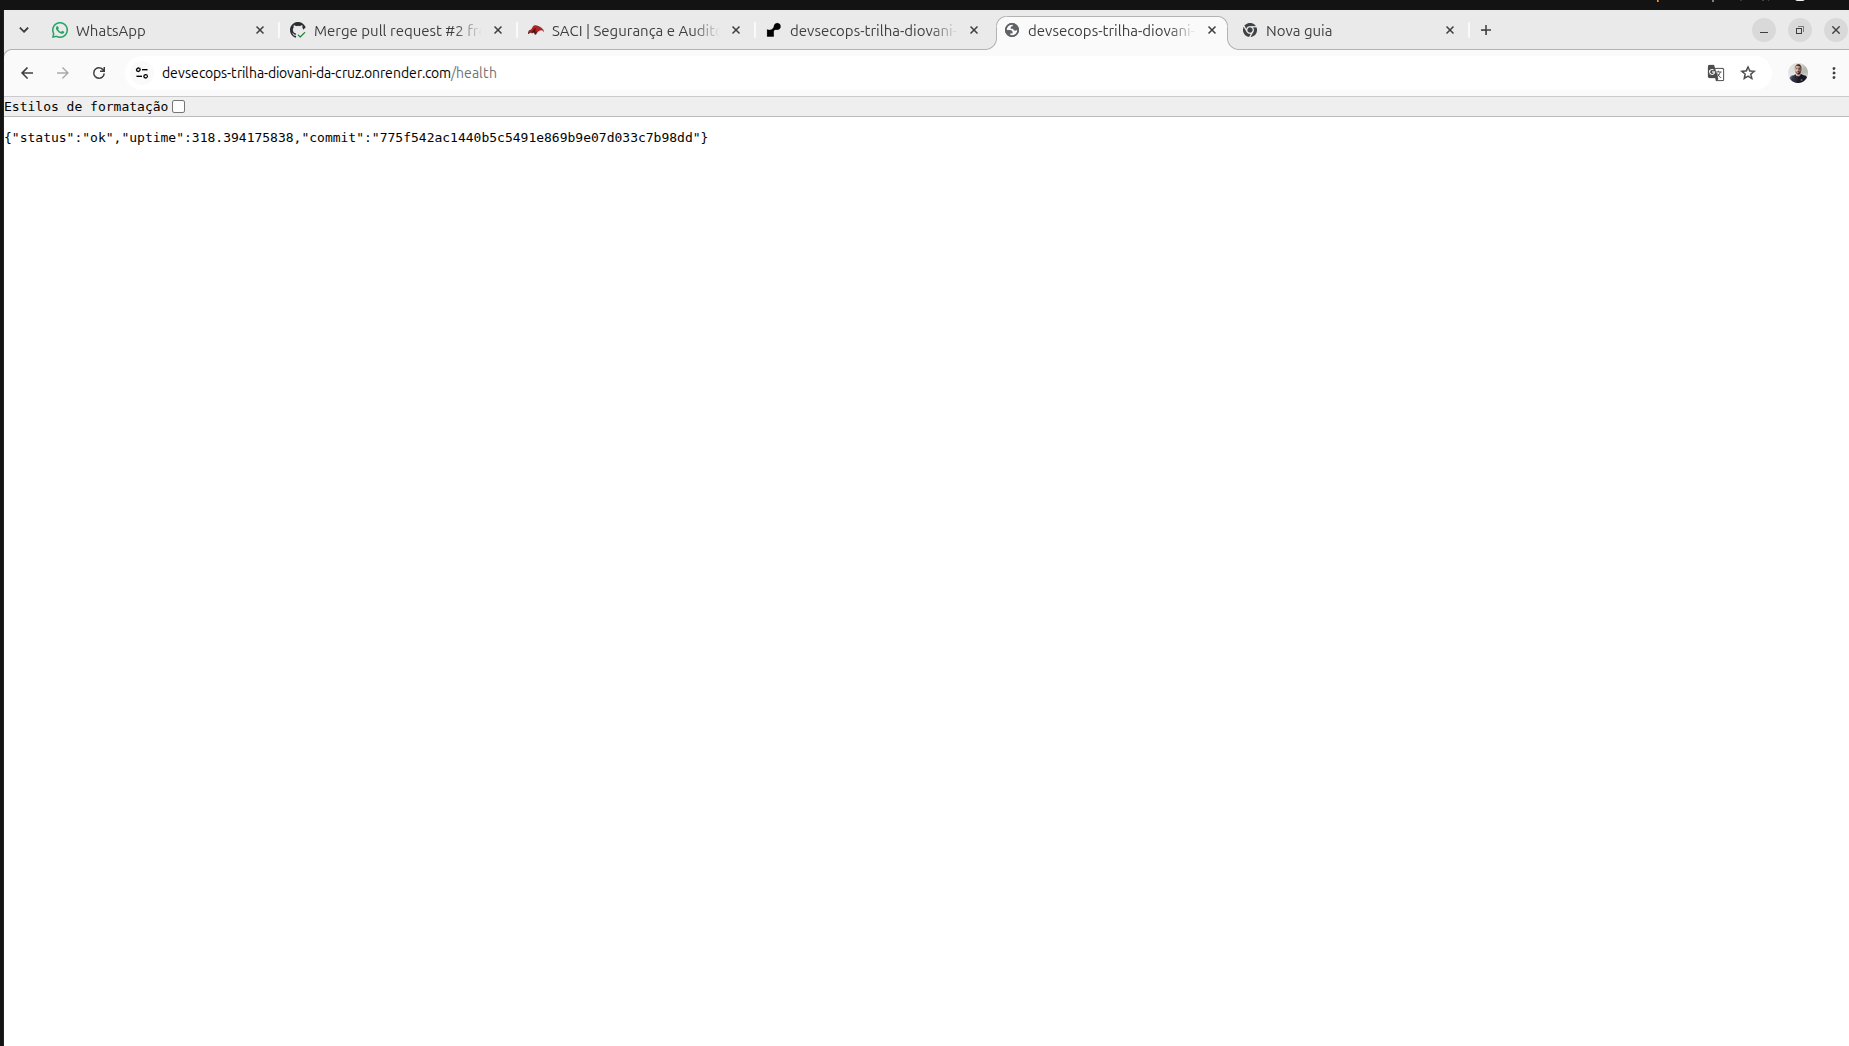 WhatsApp
Merge pull request #2 fr
SACI | Segurança e Audit
devsecops-trilha-diovani-
devsecops-trilha-diovani-
Nova guia
devsecops-trilha-diovani-da-cruz.onrender.com/health
Estilos de formatação
{"status":"ok","uptime":318.394175838,"commit":"775f542ac1440b5c5491e869b9e07d033c7b98dd"}